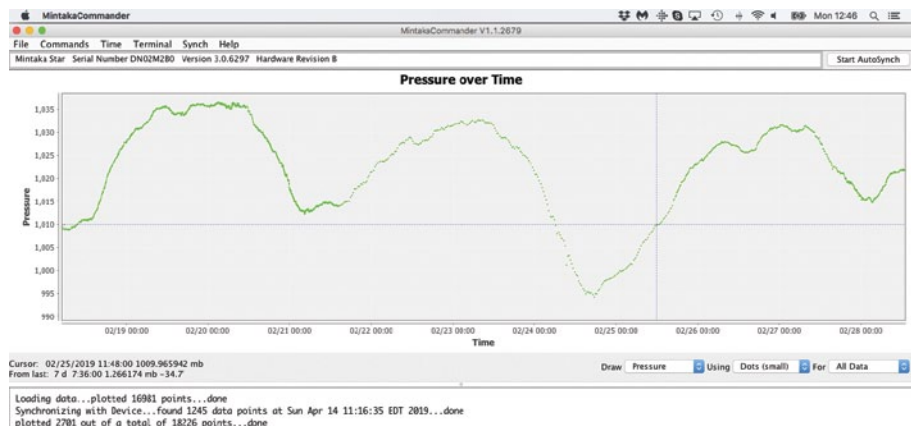 MintakaCommander
Mon 12:46
MintakaCommander V1.1.2679
File Commands Time Terminal Synch Help
Mintaka Star Serial Number DN02M2B0 Version 3.0.6297 Hardware Revision B
Start AutoSynch
Pressure over Time
1,035
1,030
1,025
1,020
1,015
1,010
1,005
1,000
995
990
Pressure
02/19 00:00 02/20 00:00 02/21 00:00 02/22 00:00 02/23 00:00 02/24 00:00 02/25 00:00 02/26 00:00 02/27 00:00 02/28 00:00
Time
Cursor: 02/25/2019 11:48:00 1009.965942 mb
From last: 7 d 7:36:00 1.266174 mb -34.7'
Draw Pressure Using Dots (small) For All Data
Loading data...plotted 16981 points...done
Synchronizing with Device...found 1245 data points at Sun Apr 14 11:16:35 EDT 2019...done
plotted 2701 out of a total of 18226 points...done